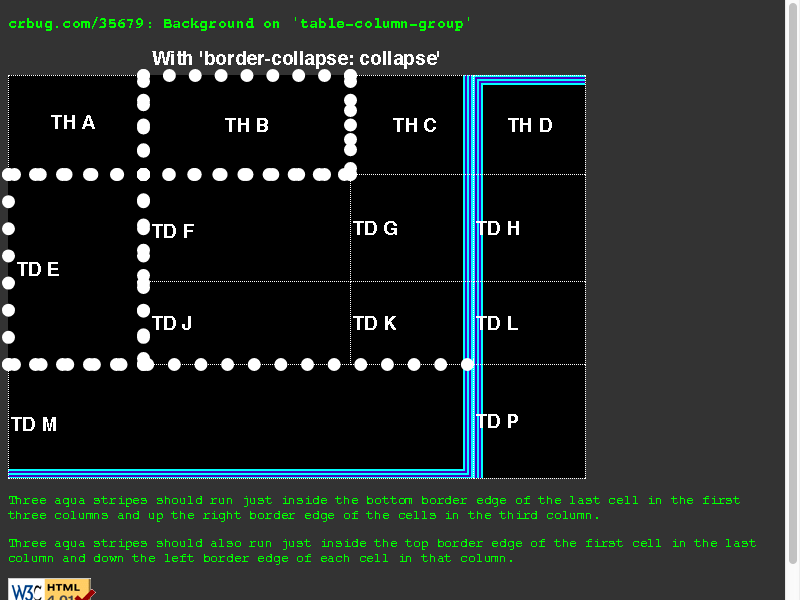 crbug.com/35679: Background on 'table-column-group'
With 'border-collapse: collapse'
TH A
TH B
TH C
TH D
TD E
TD F
TD G
TD H
TD J
TD K
TD L
TD M
TD P
Three aqua stripes should run just inside the bottom border edge of the last cell in the first
three columns and up the right border edge of the cells in the third column.
Three aqua stripes should also run just inside the top border edge of the first cell in the last
column and down the left border edge of each cell in that column.
W3C HTML
4.01